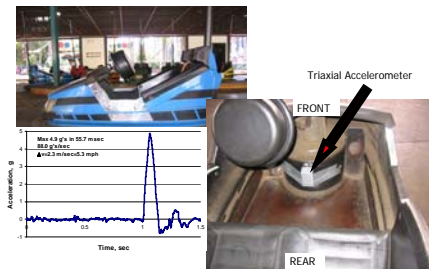 Triaxial Accelerometer
FRONT
Max 4.9 g's in 55.7 msec
88.0 g's/sec
▲v=2.3 m/sec=5.3 mph
Acceleration, g
5
4
3
2
1
0
-1
0
0.5
1
1.5
Time, sec
REAR